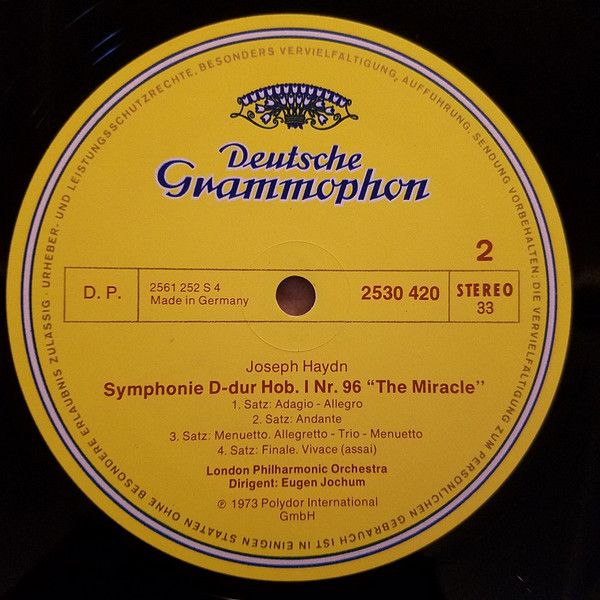 URHEBER- UND LEISTUNGSSCHUTZRECHTE. BESONDERS VERVIELFÄLTIGUNG, AUFFÜHRUNG, SENDUNG VORBEHALTEN: DIE VERVIELFÄLTIGUNG ZUM PERSÖNLICHEN GEBRAUCH IST IN EINIGEN STAATEN OHNE BESONDERE ERLAUBNIS ZULÄSSIG -
Deutsche
Grammophon
2
D. P.
2561 252 S 4
Made in Germany
2530 420
STEREO
33
Joseph Haydn
Symphonie D-dur Hob. I Nr. 96 "The Miracle"
1. Satz: Adagio - Allegro
2. Satz: Andante
3. Satz: Menuetto. Allegretto - Trio - Menuetto
4. Satz: Finale. Vivace (assai)
London Philharmonic Orchestra
Dirigent: Eugen Jochum
℗ 1973 Polydor International
GmbH